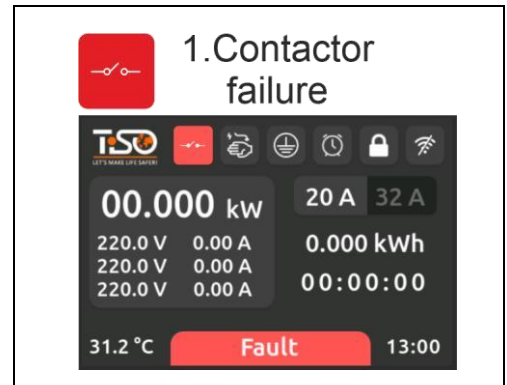 1.Contactor
failure
TiSO
LET'S MAKE LIFE SAFER!
00.000 kW
20 A 32 A
220.0 V 0.00 A
220.0 V 0.00 A
220.0 V 0.00 A
0.000 kWh
00:00:00
31.2 °C
Fault
13:00